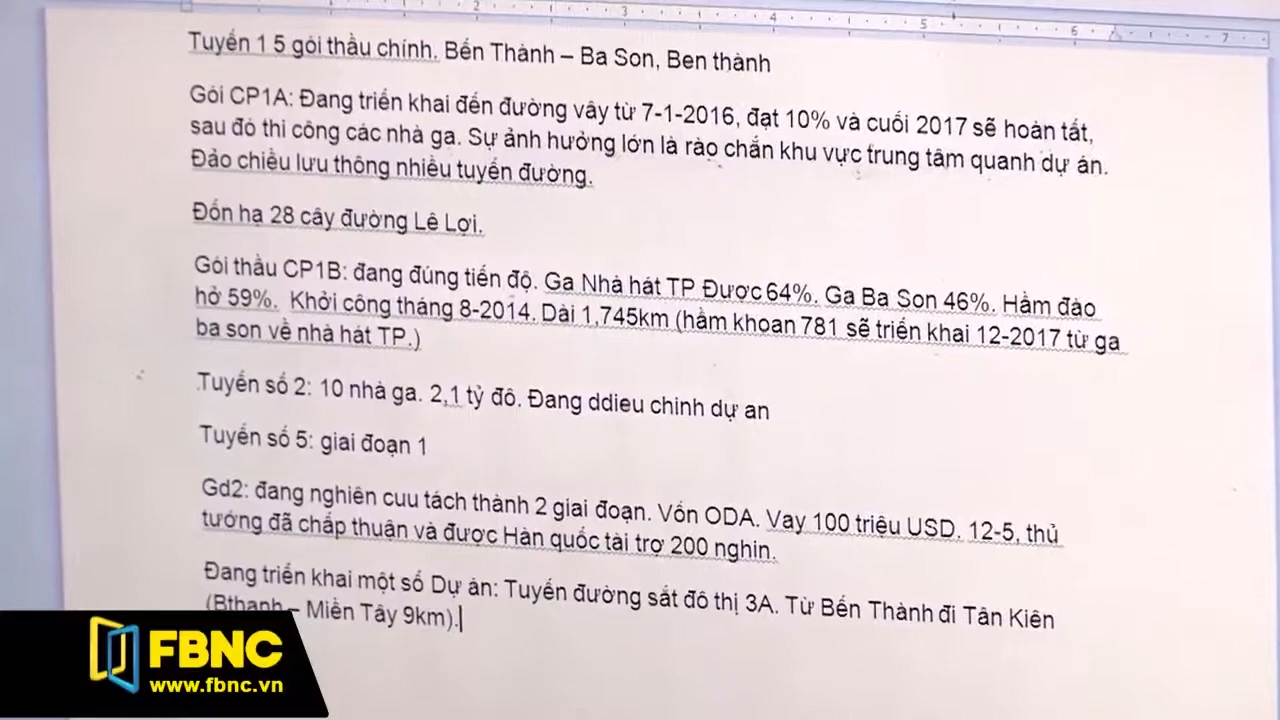 Tuyến 1 5 gói thầu chính. Bến Thành – Ba Son, Ben thành
Gói CP1A: Đang triển khai đến đường vây từ 7-1-2016, đạt 10% và cuối 2017 sẽ hoàn tất,
sau đó thi công các nhà ga. Sự ảnh hưởng lớn là rào chắn khu vực trung tâm quanh dự án.
Đảo chiều lưu thông nhiều tuyến đường.
Đốn hạ 28 cây đường Lê Lợi.
Gói thầu CP1B: đang đúng tiến độ. Ga Nhà hát TP Được 64%. Ga Ba Son 46%. Hầm đào
hở 59%. Khởi công tháng 8-2014. Dài 1,745km (hầm khoan 781 sẽ triển khai 12-2017 từ ga
ba son về nhà hát TP.)
Tuyến số 2: 10 nhà ga. 2,1 tỷ đô. Đang ddieu chinh dự an
Tuyến số 5: giai đoạn 1
Gd2: đang nghiên cuu tách thành 2 giai đoạn. Vốn ODA. Vay 100 triệu USD. 12-5, thủ
tướng đã chấp thuận và được Hàn quốc tài trợ 200 nghin.
Đang triển khai một số Dự án: Tuyến đường sắt đô thị 3A. Từ Bến Thành đi Tân Kiên
(Bthanh – Miền Tây 9km).
FBNC
www.fbnc.vn
2 3 4 5 6 7